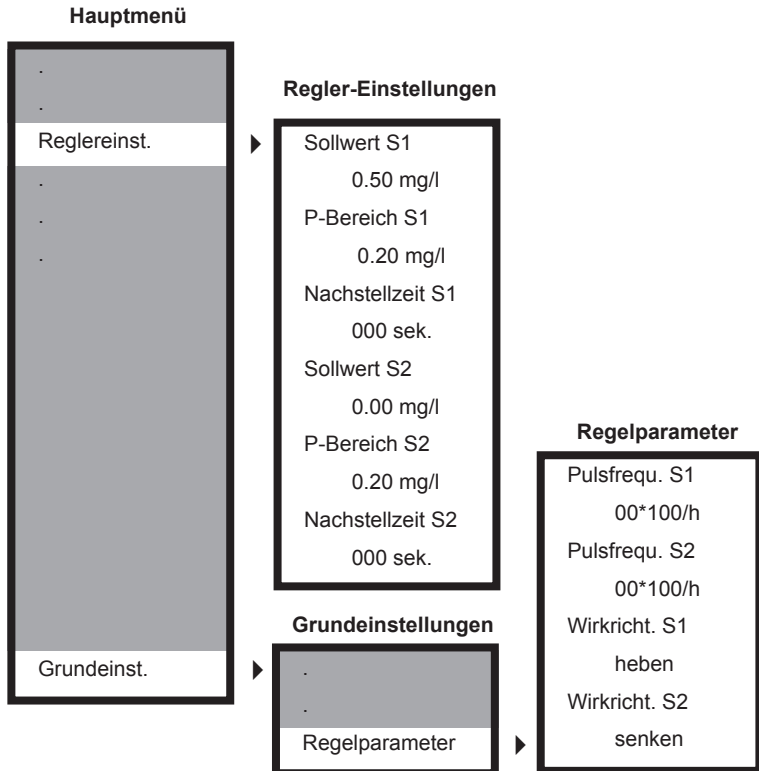 Hauptmenü
.
.
Reglereinst.
.
.
.
Grundeinst.
Regler-Einstellungen
Sollwert S1
0.50 mg/l
P-Bereich S1
0.20 mg/l
Nachstellzeit S1
000 sek.
Sollwert S2
0.00 mg/l
P-Bereich S2
0.20 mg/l
Nachstellzeit S2
000 sek.
Grundeinstellungen
.
.
Regelparameter
Regelparameter
Pulsfrequ. S1
00*100/h
Pulsfrequ. S2
00*100/h
Wirkricht. S1
heben
Wirkricht. S2
senken